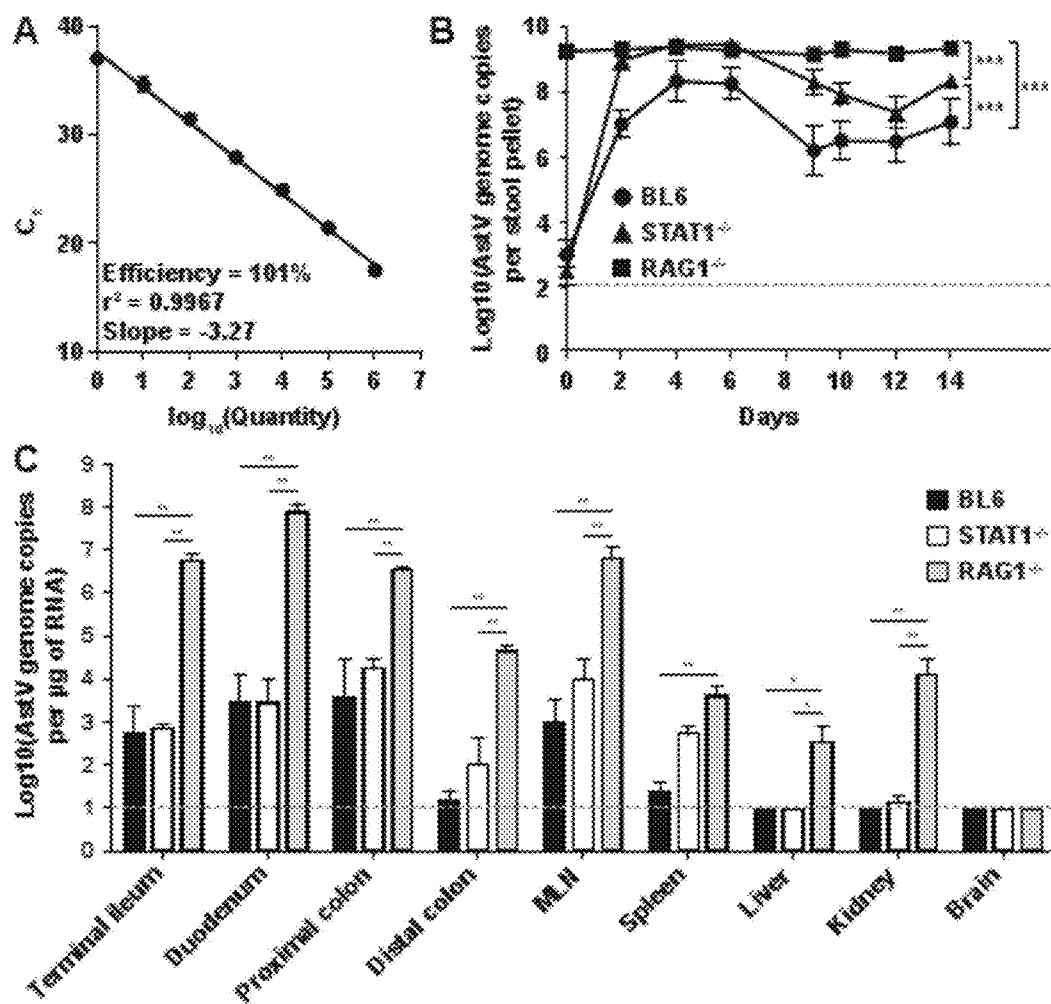 A
40
30
20
10
C_T
Efficiency = 101%
r² = 0.9967
Slope = -3.27
0 1 2 3 4 5 6 7
log₁₀(Quantity)
B
Log10(AstV genome copies
per stool pellet)
10
8
6
4
2
0
BL6
STAT1-/-
RAG1-/-
***
***
***
0 2 4 6 8 10 12 14
Days
C
Log10(AstV genome copies
per µg of RNA)
9
8
7
6
5
4
3
2
1
0
BL6
STAT1-/-
RAG1-/-
Terminal ileum
Duodenum
Proximal colon
Distal colon
MLN
Spleen
Liver
Kidney
Brain